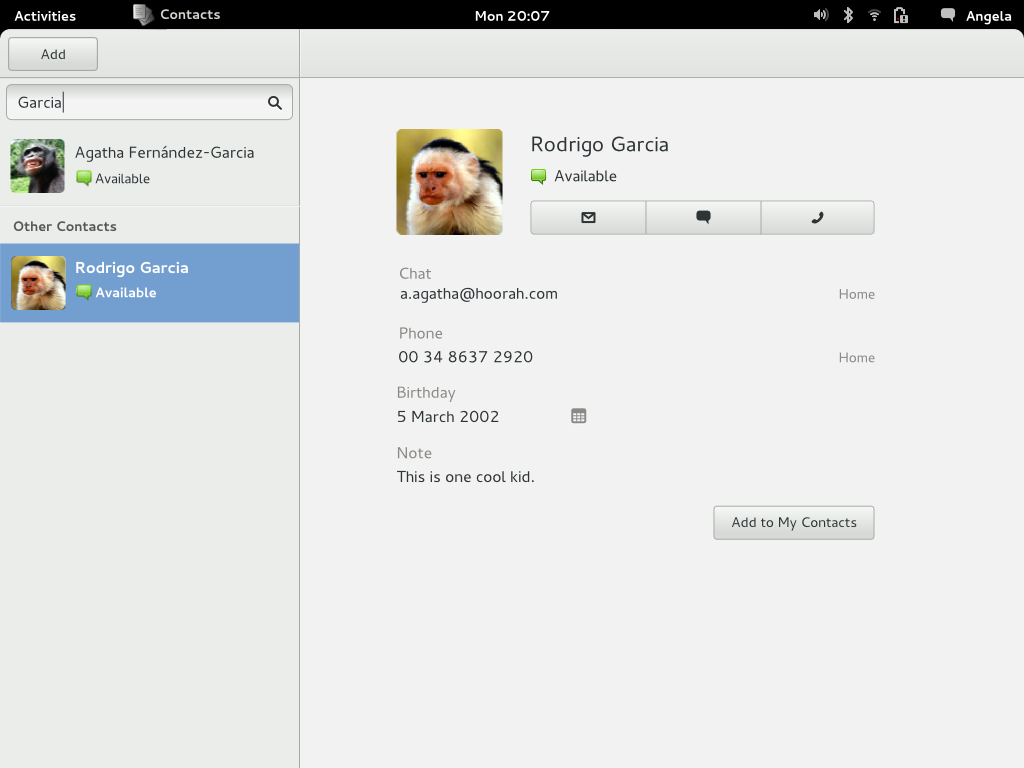 Activities Contacts Mon 20:07 Angela
Add
Garcia
Agatha Fernández-Garcia
Available
Other Contacts
Rodrigo Garcia
Available
Rodrigo Garcia
Available
Chat
a.agatha@hoorah.com Home
Phone
00 34 8637 2920 Home
Birthday
5 March 2002
Note
This is one cool kid.
Add to My Contacts